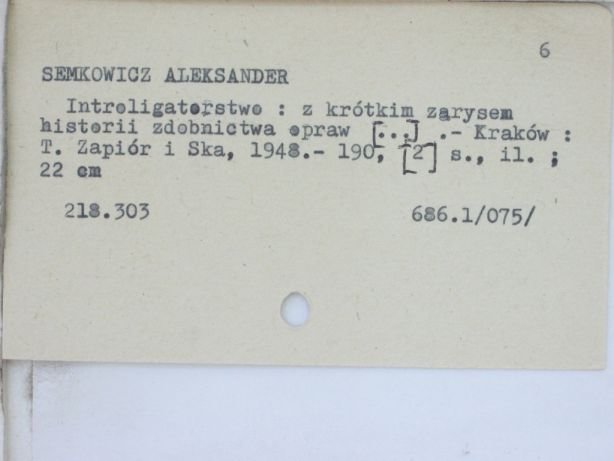 6
SEMKOWICZ ALEKSANDER
Introligatorstwo : z krótkim zarysem
historii zdobnictwa opraw [...] .- Kraków :
T. Zapiór i Ska, 1948.- 190, [2] s., il. ;
22 cm
218.303 686.1/075/